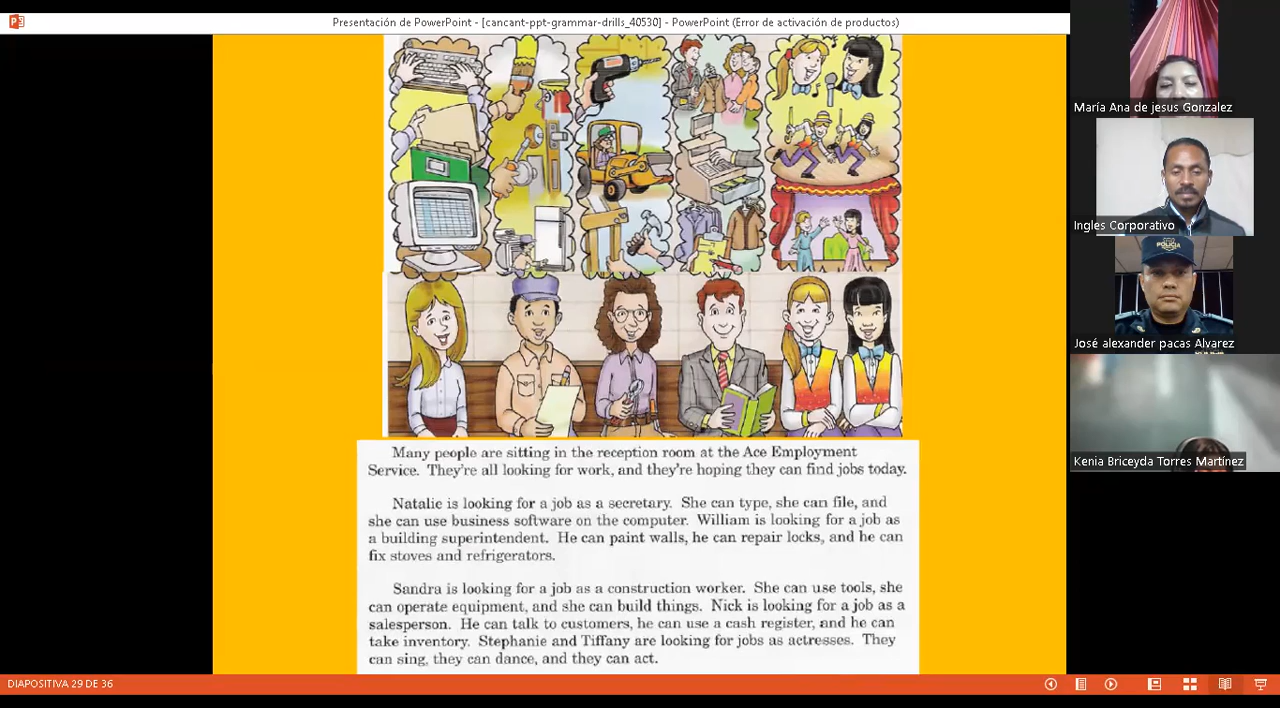 Presentación de PowerPoint - [cancant-ppt-grammar-drills_40530] - PowerPoint (Error de activación de productos)
Many people are sitting in the reception room at the Ace Employment
Service. They're all looking for work, and they're hoping they can find jobs today.
Natalie is looking for a job as a secretary. She can type, she can file, and
she can use business software on the computer. William is looking for a job as
a building superintendent. He can paint walls, he can repair locks, and he can
fix stoves and refrigerators.
Sandra is looking for a job as a construction worker. She can use tools, she
can operate equipment, and she can build things. Nick is looking for a job as a
salesperson. He can talk to customers, he can use a cash register, and he can
take inventory. Stephanie and Tiffany are looking for jobs as actresses. They
can sing, they can dance, and they can act.
DIAPOSITIVA 29 DE 36
María Ana de jesus Gonzalez
Ingles Corporativo
POLICIA
José alexander pacas Alvarez
Kenia Briceyda Torres Martínez